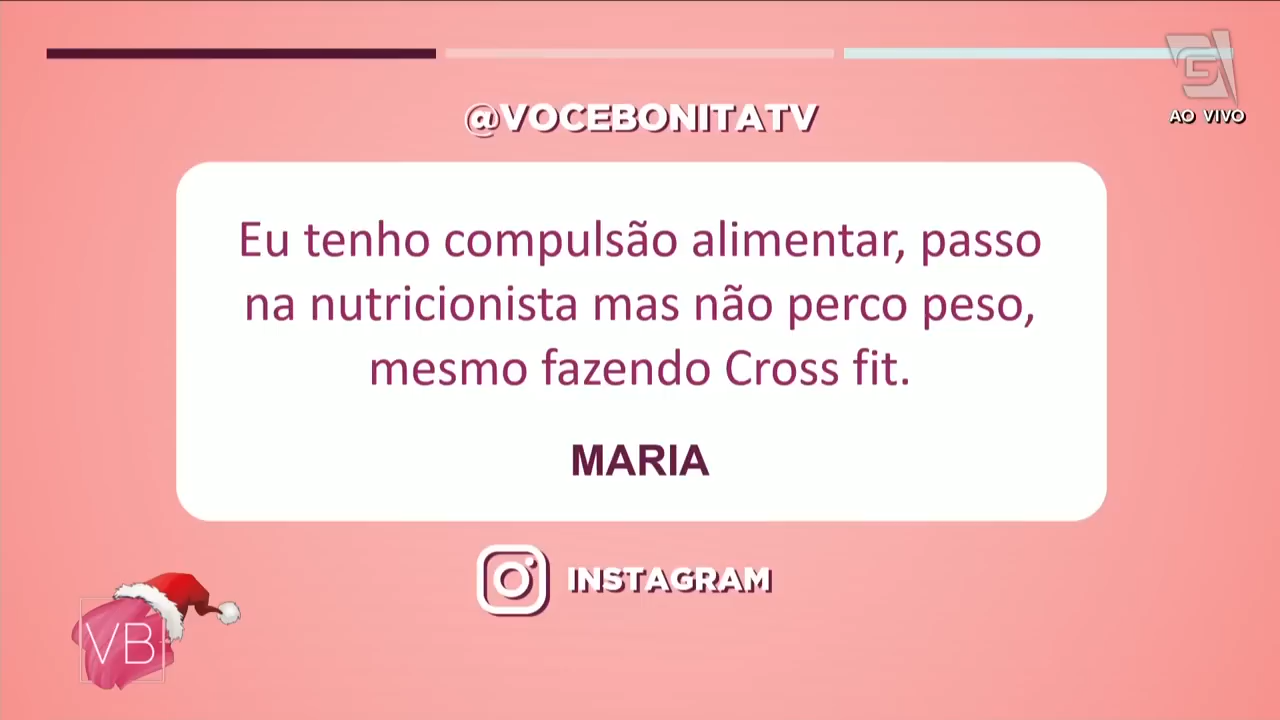 @VOCEBONITATV
AO VIVO
Eu tenho compulsão alimentar, passo
na nutricionista mas não perco peso,
mesmo fazendo Cross fit.
MARIA
INSTAGRAM
VB